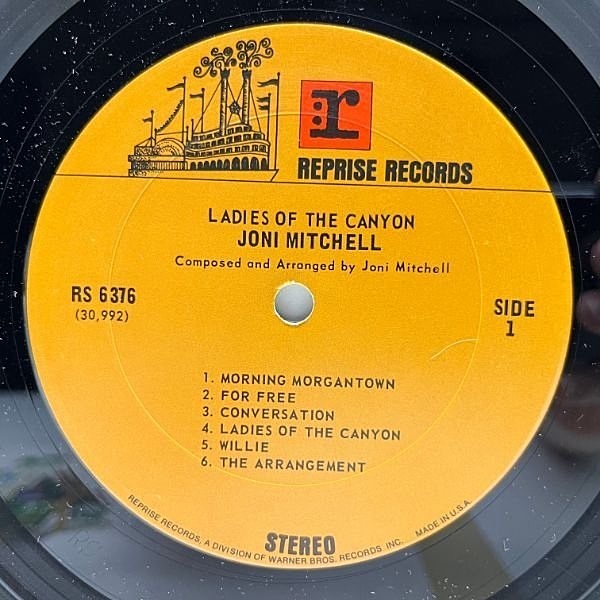 r:
REPRISE RECORDS
LADIES OF THE CANYON
JONI MITCHELL
Composed and Arranged by Joni Mitchell
RS 6376
(30,992)
SIDE
1
1. MORNING MORGANTOWN
2. FOR FREE
3. CONVERSATION
4. LADIES OF THE CANYON
5. WILLIE
6. THE ARRANGEMENT
STEREO
REPRISE RECORDS, A DIVISION OF WARNER BROS. RECORDS INC. MADE IN U.S.A.